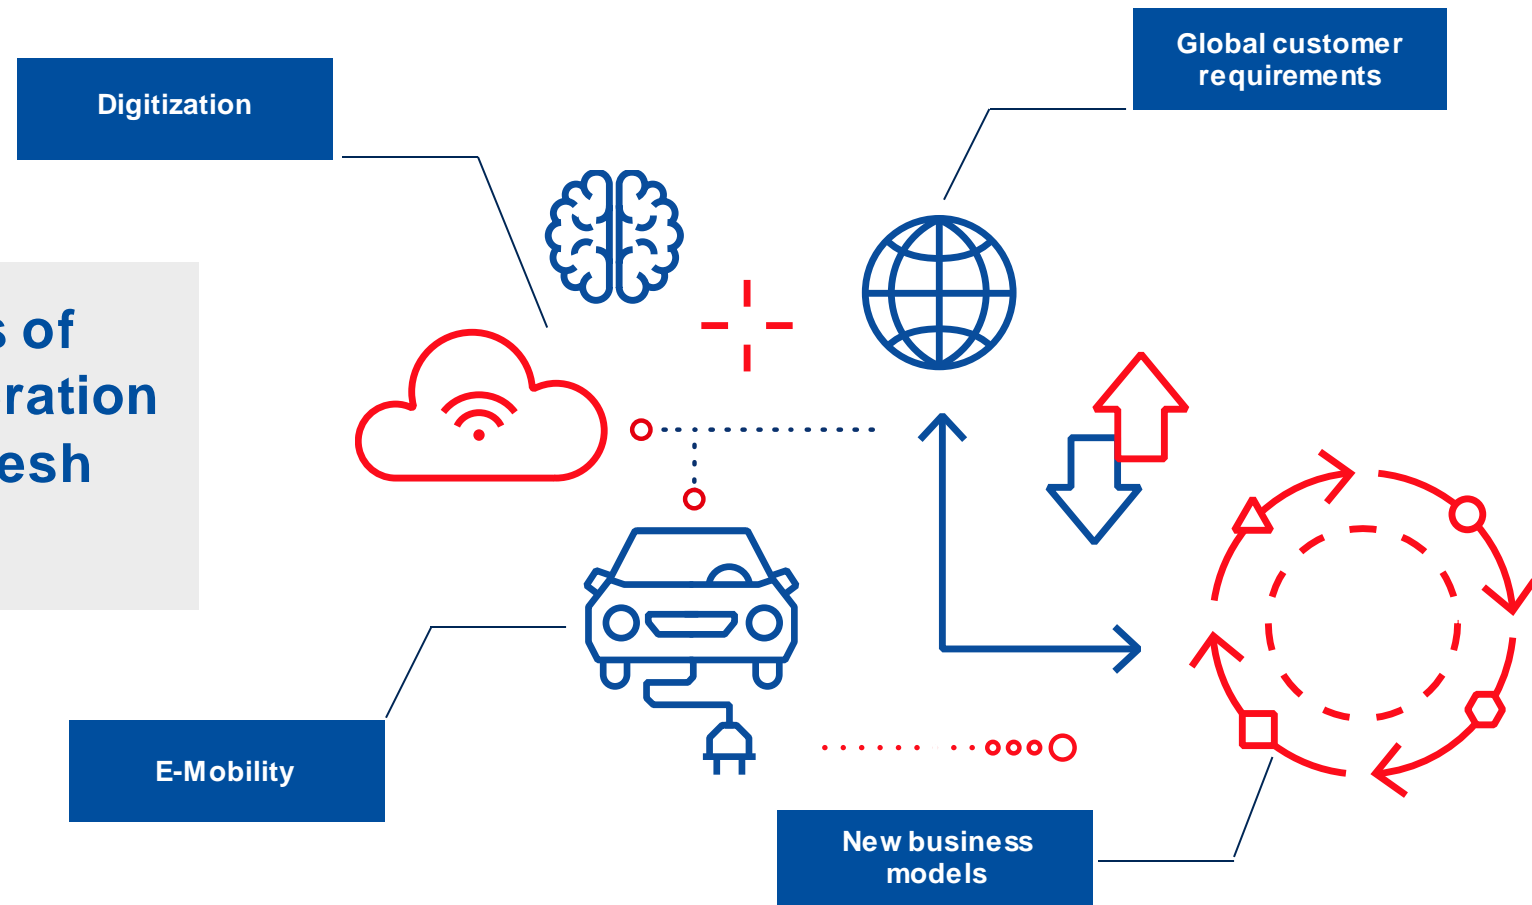 Global customer
requirements
Digitization
s of
ration
esh
E-Mobility
New business
models